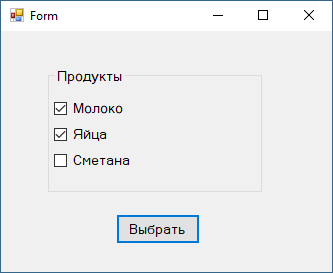 Form
Продукты
Молоко
Яйца
Сметана
Выбрать